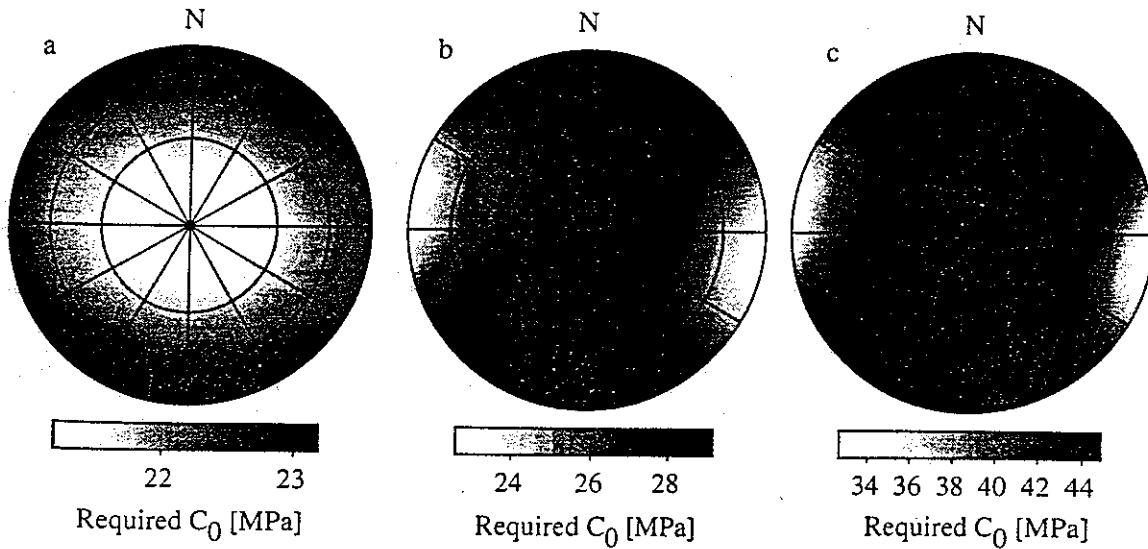 a
N
b
N
c
N
22 23
Required C0 [MPa]
24 26 28
Required C0 [MPa]
34 36 38 40 42 44
Required C0 [MPa]